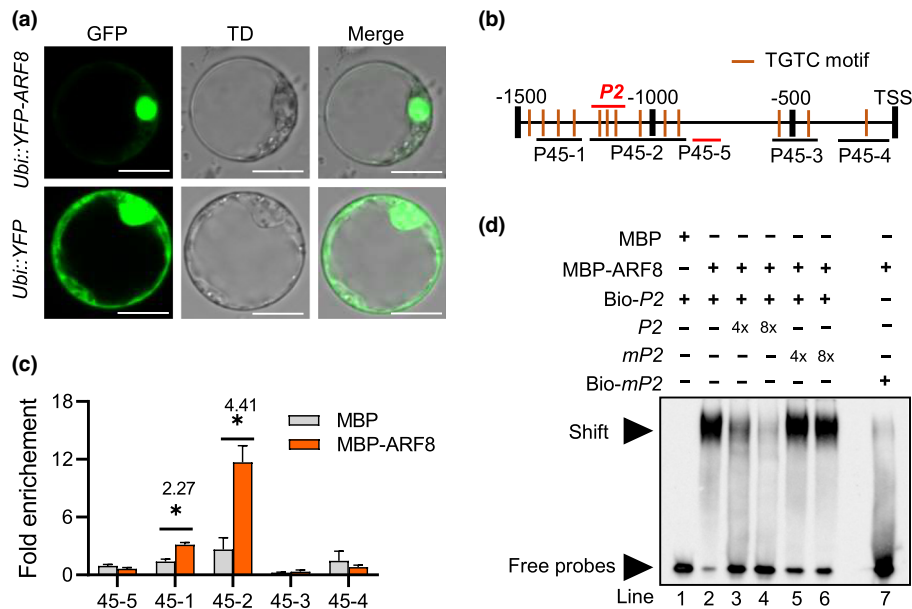 (a)
GFP TD Merge
Ubi::YFP-ARF8
Ubi::YFP
(b)
TGTC motif
-1500 P2 -1000 -500 TSS
P45-1 P45-2 P45-5 P45-3 P45-4
(c)
Fold enrichement
18
12
6
0
2.27
*
4.41
*
MBP
MBP-ARF8
45-5 45-1 45-2 45-3 45-4
(d)
MBP + - - - - - -
MBP-ARF8 - + + + + + +
Bio-P2 + + + + + + -
P2 - - 4x 8x - - -
mP2 - - - - 4x 8x -
Bio-mP2 - - - - - - +
Shift
Free probes
Line 1 2 3 4 5 6 7